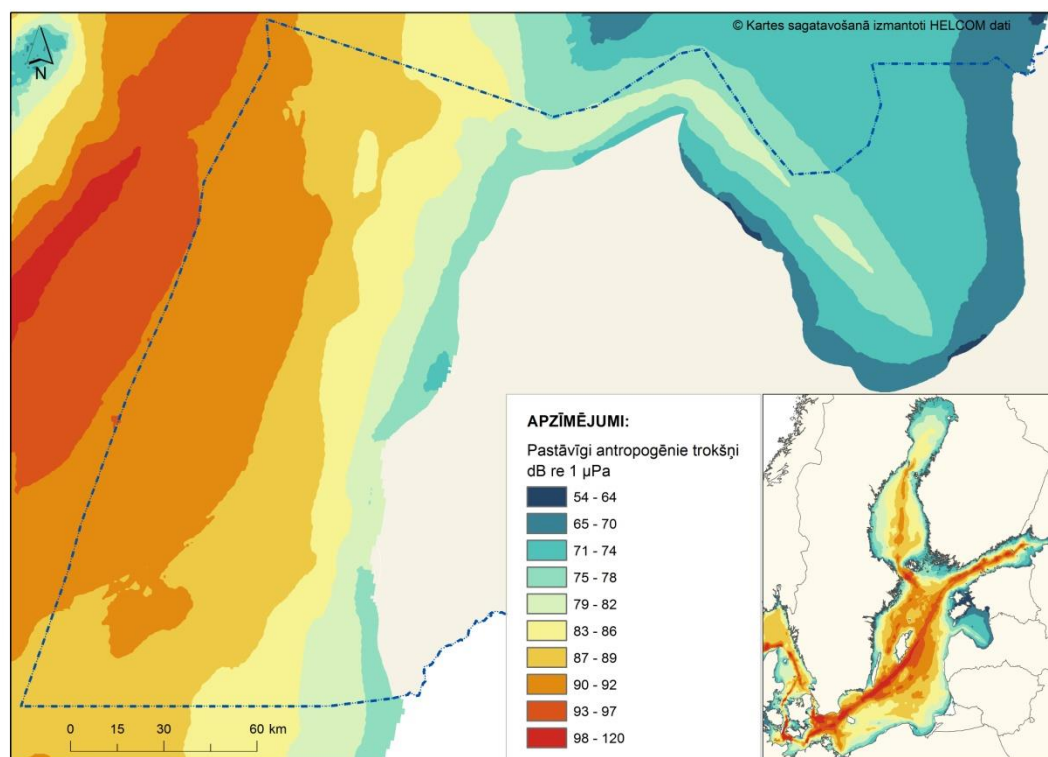 © Kartes sagatavošanā izmantoti HELCOM dati
N
APZĪMĒJUMI:
Pastāvīgi antropogēnie trokšņi
dB re 1 µPa
54 - 64
65 - 70
71 - 74
75 - 78
79 - 82
83 - 86
87 - 89
90 - 92
93 - 97
98 - 120
0 15 30 60 km